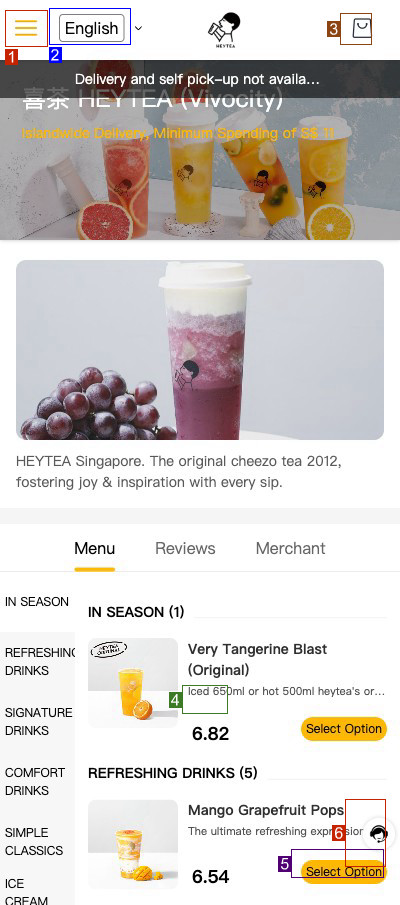 English
HEYTEA
Delivery and self pick-up not availa...
喜茶 HEYTEA (Vivocity)
Islandwide Delivery, Minimum Spending of S$ 11
HEYTEA Singapore. The original cheezo tea 2012,
fostering joy & inspiration with every sip.
Menu
Reviews
Merchant
IN SEASON
REFRESHING
DRINKS
SIGNATURE
DRINKS
COMFORT
DRINKS
SIMPLE
CLASSICS
ICE
CREAM
IN SEASON (1)
Very Tangerine Blast
(Original)
Iced 650ml or hot 500ml heytea's or...
6.82
Select Option
REFRESHING DRINKS (5)
Mango Grapefruit Pops
The ultimate refreshing
6.54
Select Option
1
2
3
4
5
6